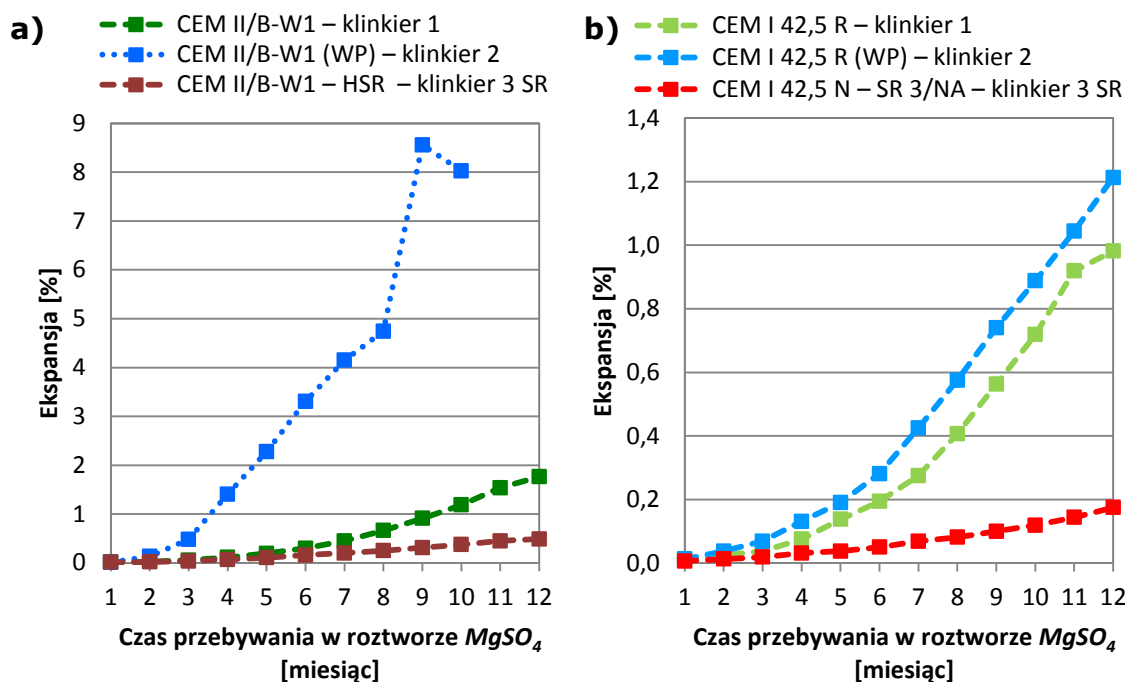 a)
CEM II/B-W1 – klinkier 1
CEM II/B-W1 (WP) – klinkier 2
CEM II/B-W1 – HSR – klinkier 3 SR
9
8
7
6
5
4
3
2
1
0
Ekspansja [%]
1 2 3 4 5 6 7 8 9 10 11 12
Czas przebywania w roztworze MgSO₄
[miesiąc]
b)
CEM I 42,5 R – klinkier 1
CEM I 42,5 R (WP) – klinkier 2
CEM I 42,5 N – SR 3/NA – klinkier 3 SR
1,4
1,2
1,0
0,8
0,6
0,4
0,2
0,0
Ekspansja [%]
1 2 3 4 5 6 7 8 9 10 11 12
Czas przebywania w roztworze MgSO₄
[miesiąc]